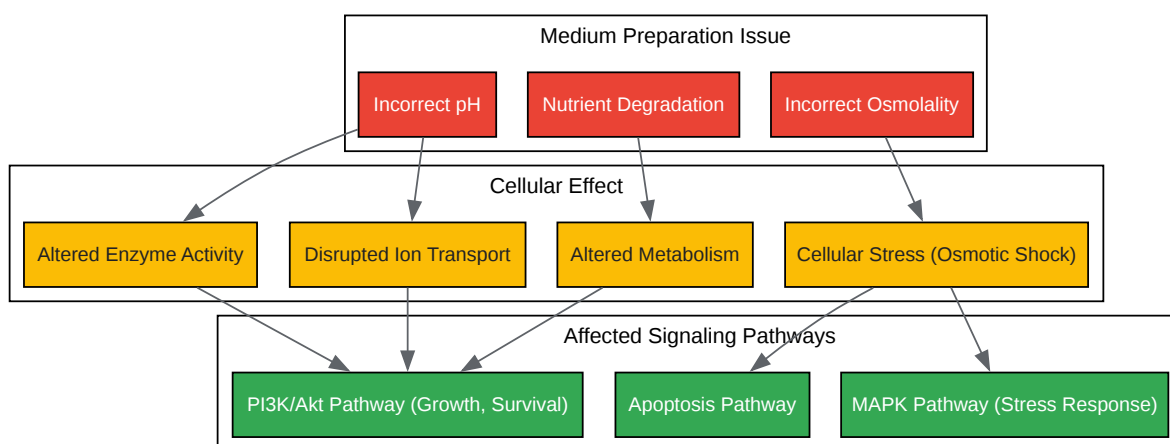 Medium Preparation Issue
Incorrect pH
Nutrient Degradation
Incorrect Osmolality
Cellular Effect
Altered Enzyme Activity
Disrupted Ion Transport
Altered Metabolism
Cellular Stress (Osmotic Shock)
Affected Signaling Pathways
PI3K/Akt Pathway (Growth, Survival)
Apoptosis Pathway
MAPK Pathway (Stress Response)